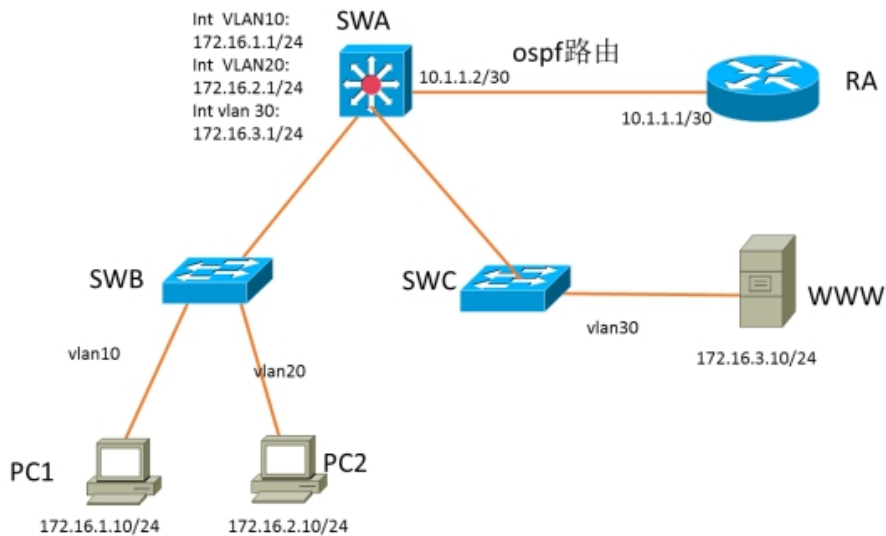 Int VLAN10:
172.16.1.1/24
Int VLAN20:
172.16.2.1/24
Int vlan 30:
172.16.3.1/24
SWA
ospf路由
10.1.1.2/30
10.1.1.1/30
RA
SWB
SWC
WWW
vlan30
172.16.3.10/24
vlan10
vlan20
PC1
PC2
172.16.1.10/24
172.16.2.10/24